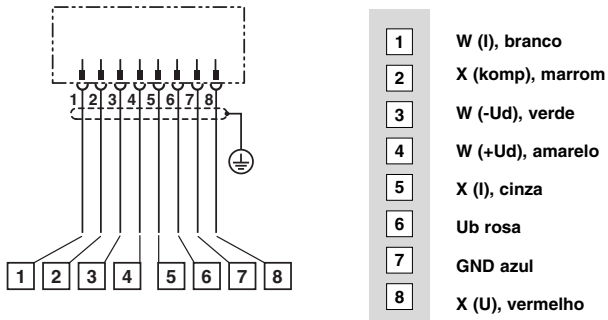 1 2 3 4 5 6 7 8
1 2 3 4 5 6 7 8
1 W (I), branco
2 X (komp), marrom
3 W (-Ud), verde
4 W (+Ud), amarelo
5 X (I), cinza
6 Ub rosa
7 GND azul
8 X (U), vermelho